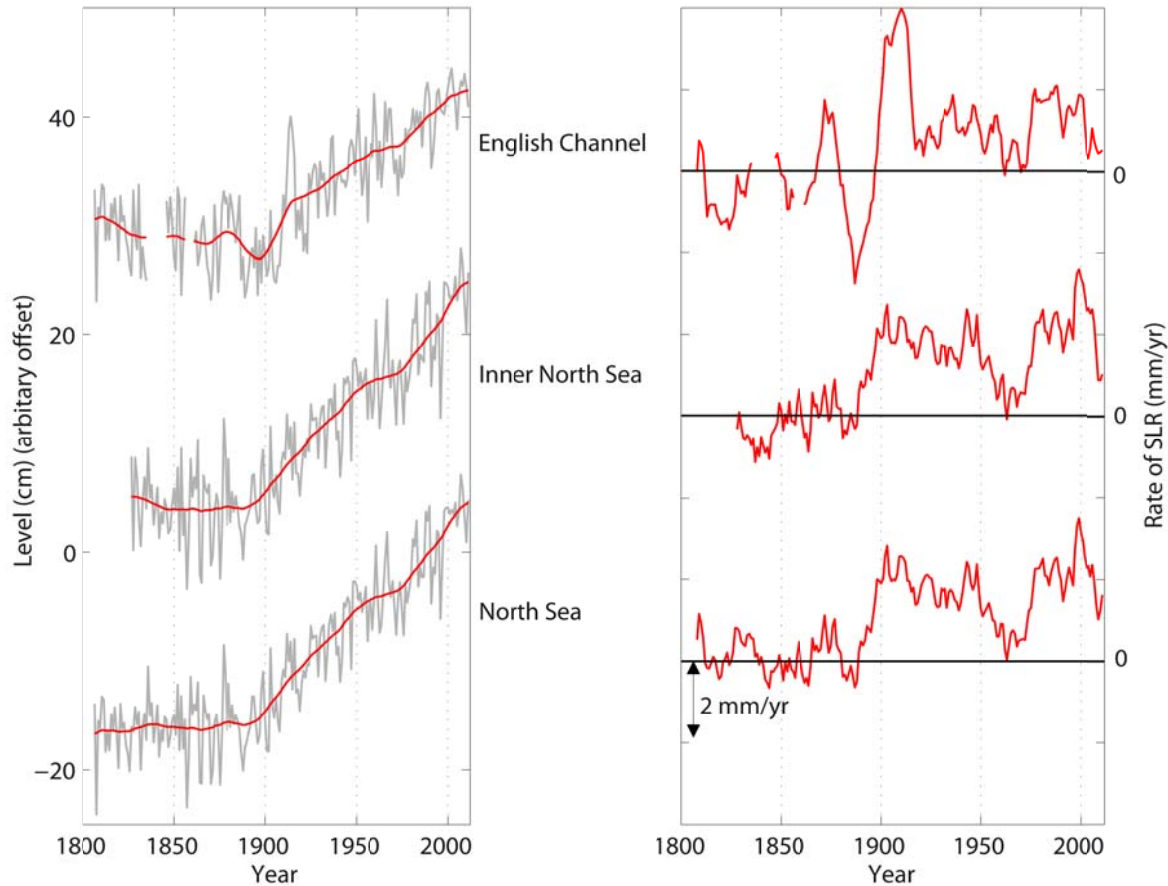 Level (cm) (arbitary offset)
40
20
0
−20
1800
1850
1900
1950
2000
Year
English Channel
Inner North Sea
North Sea
0
0
0
2 mm/yr
Rate of SLR (mm/yr)
1800
1850
1900
1950
2000
Year